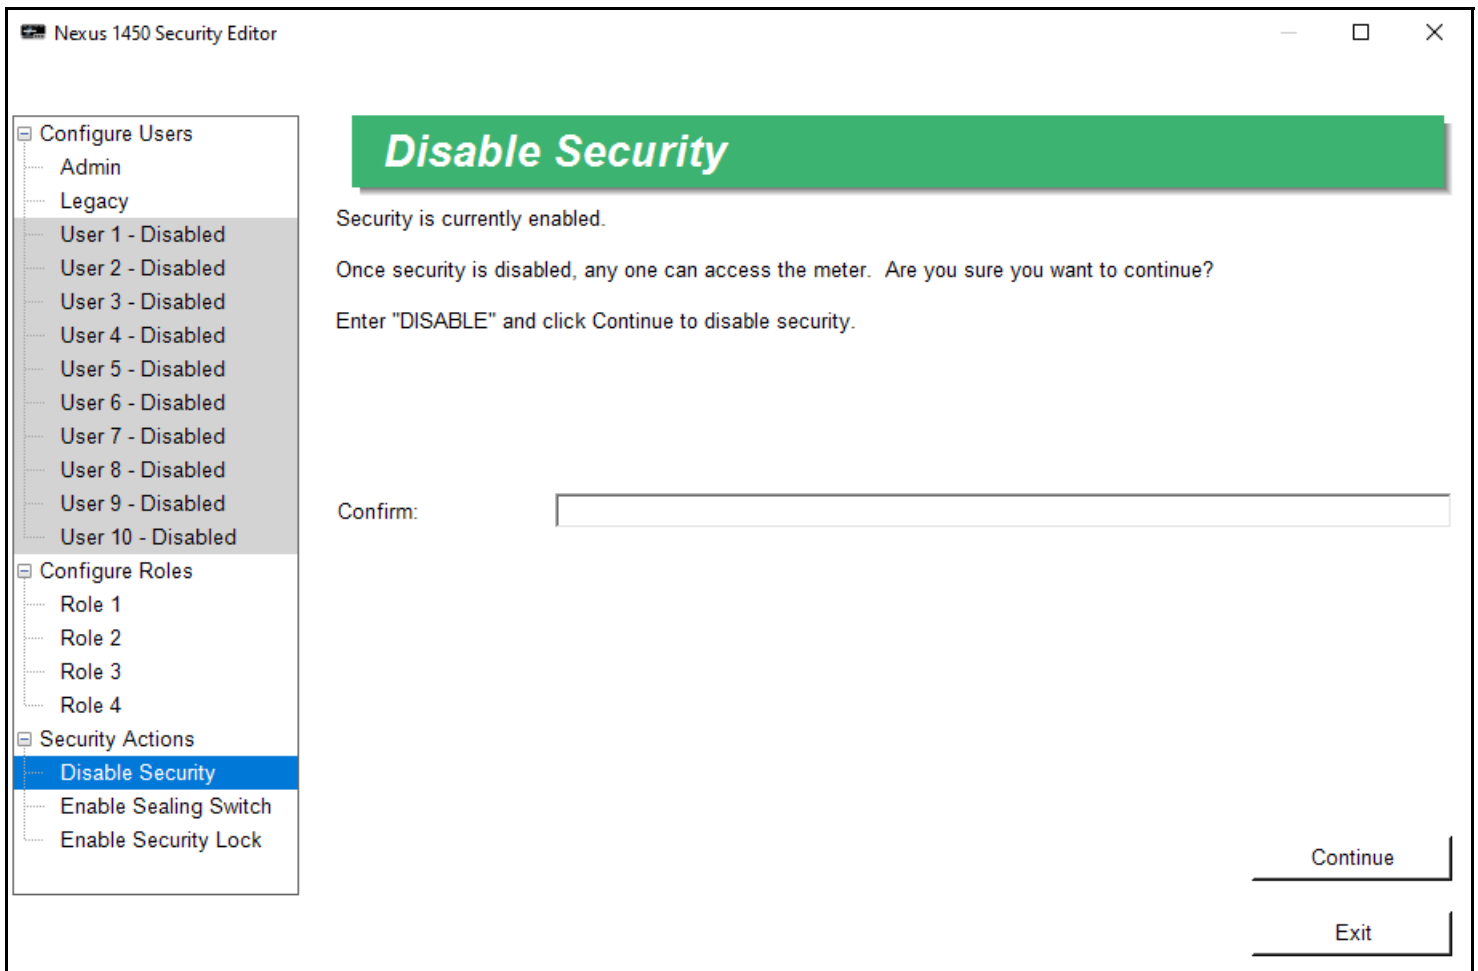 Nexus 1450 Security Editor
Configure Users
Admin
Legacy
User 1 - Disabled
User 2 - Disabled
User 3 - Disabled
User 4 - Disabled
User 5 - Disabled
User 6 - Disabled
User 7 - Disabled
User 8 - Disabled
User 9 - Disabled
User 10 - Disabled
Configure Roles
Role 1
Role 2
Role 3
Role 4
Security Actions
Disable Security
Enable Sealing Switch
Enable Security Lock
Disable Security
Security is currently enabled.
Once security is disabled, any one can access the meter.  Are you sure you want to continue?
Enter "DISABLE" and click Continue to disable security.
Confirm:
Continue
Exit